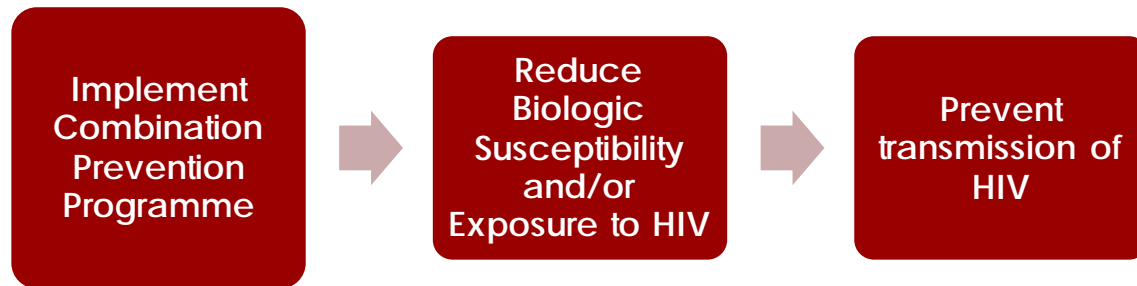 Implement
Combination
Prevention
Programme
Reduce
Biologic
Susceptibility
and/or
Exposure to HIV
Prevent
transmission of
HIV